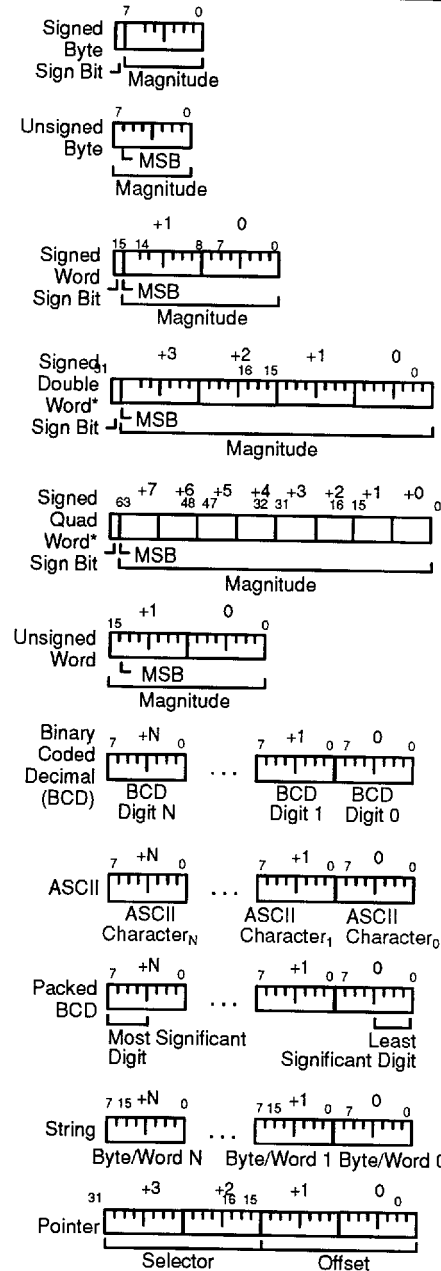 7 0
Signed
Byte
Sign Bit Magnitude
7 0
Unsigned
Byte
MSB
Magnitude
+1 0
15 14 8 7 0
Signed
Word
Sign Bit MSB
Magnitude
+3 +2 +1 0
31 16 15 0
Signed
Double
Word*
Sign Bit MSB
Magnitude
+7 +6 +5 +4 +3 +2 +1 +0
63 48 47 32 31 16 15 0
Signed
Quad
Word*
Sign Bit MSB
Magnitude
+1 0
15 0
Unsigned
Word
MSB
Magnitude
Binary
Coded
Decimal
(BCD)
+N +1 0
7 0 7 0 7 0
...
BCD BCD BCD
Digit N Digit 1 Digit 0
+N +1 0
7 0 7 0 7 0
ASCII ...
ASCII ASCII ASCII
Character_N Character_1 Character_0
+N +1 0
7 0 7 0 7 0
Packed
BCD
...
Most Significant Least
Digit Significant Digit
+N +1 0
7 15 0 7 15 0 7 0
String ...
Byte/Word N Byte/Word 1 Byte/Word 0
+3 +2 +1 0
31 16 15 0
Pointer
Selector Offset